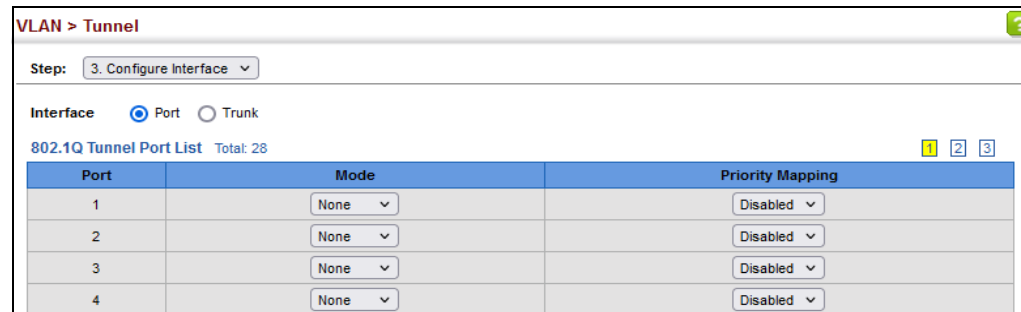 VLAN > Tunnel ?
Step: 3. Configure Interface
Interface Port Trunk
802.1Q Tunnel Port List Total: 28 1 2 3
Port Mode Priority Mapping
1 None Disabled
2 None Disabled
3 None Disabled
4 None Disabled